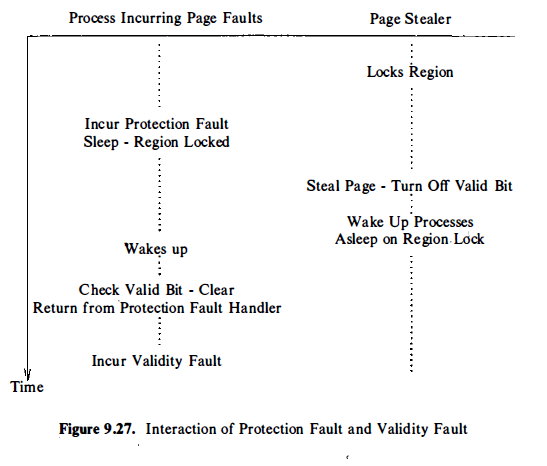 Process Incurring Page Faults
Page Stealer
Locks Region
Incur Protection Fault
Sleep - Region Locked
Steal Page - Turn Off Valid Bit
Wake Up Processes
Asleep on Region Lock
Wakes up
Check Valid Bit - Clear
Return from Protection Fault Handler
Incur Validity Fault
Time
Figure 9.27. Interaction of Protection Fault and Validity Fault